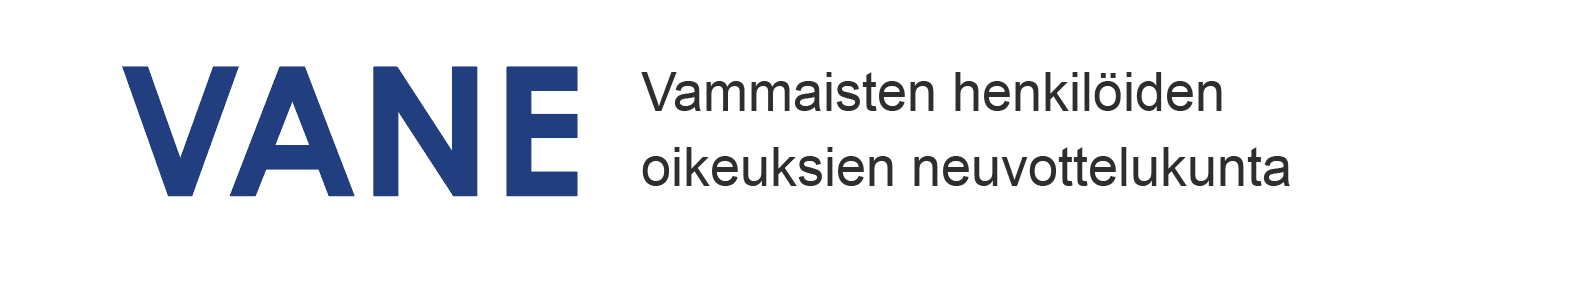 VANE
Vammaisten henkilöiden
oikeuksien neuvottelukunta